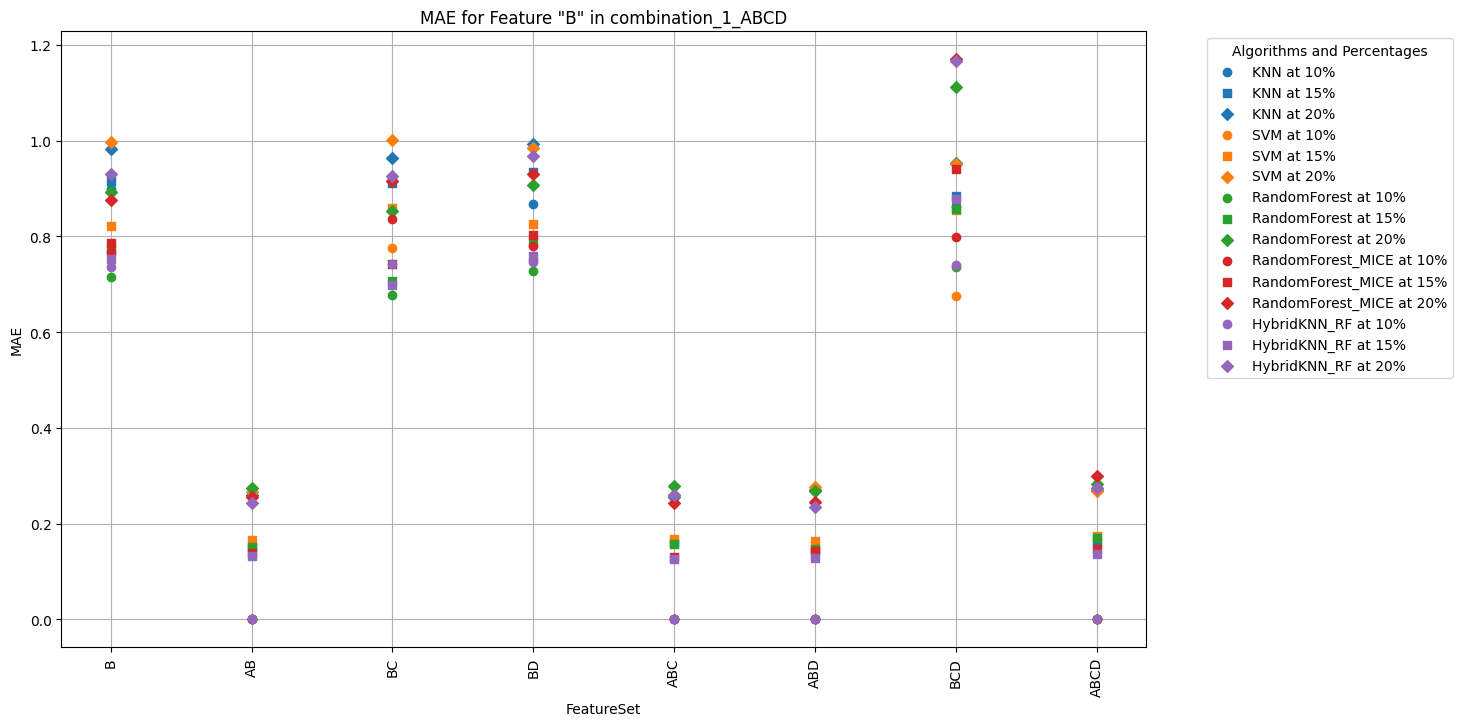 MAE for Feature "B" in combination_1_ABCD
MAE
1.2
1.0
0.8
0.6
0.4
0.2
0.0
B
AB
BC
BD
ABC
ABD
BCD
ABCD
FeatureSet
Algorithms and Percentages
KNN at 10%
KNN at 15%
KNN at 20%
SVM at 10%
SVM at 15%
SVM at 20%
RandomForest at 10%
RandomForest at 15%
RandomForest at 20%
RandomForest_MICE at 10%
RandomForest_MICE at 15%
RandomForest_MICE at 20%
HybridKNN_RF at 10%
HybridKNN_RF at 15%
HybridKNN_RF at 20%